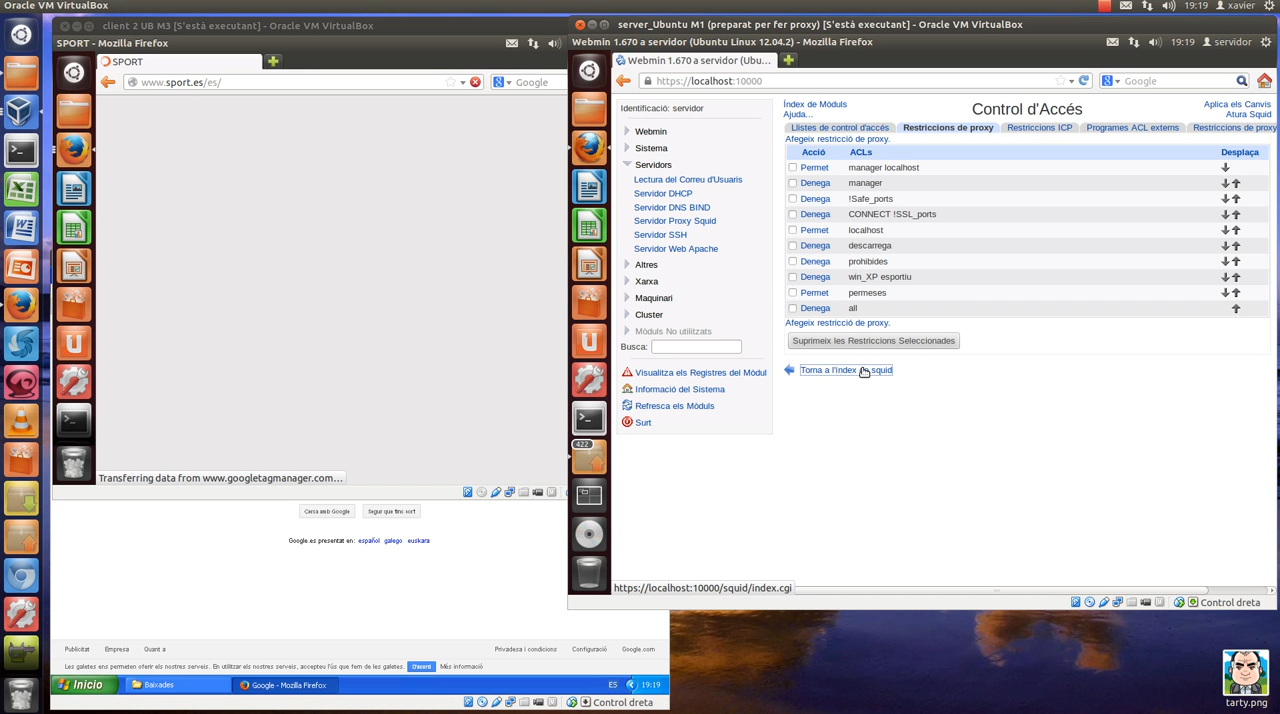 Oracle VM VirtualBox
19:19
xavier
client 2 UB M3 [S'està executant] - Oracle VM VirtualBox
SPORT - Mozilla Firefox
SPORT
www.sport.es/es/
Google
Transferring data from www.googletagmanager.com...
Cerca amb Google
Segur que tinc sort
Google.es presentat en: español galego euskara
Publicitat
Empresa
Quant a
Privadesa i condicions
Configuració
Google.com
Les galetes ens permeten oferir els nostres serveis. En utilitzar els nostres serveis, accepteu l'ús que fem de les galetes.
D'acord
Més informació
Inicio
Baixades
Google - Mozilla Firefox
ES
19:19
Control dreta
server_Ubuntu M1 (preparat per fer proxy) [S'està executant] - Oracle VM VirtualBox
Webmin 1.670 a servidor (Ubuntu Linux 12.04.2) - Mozilla Firefox
19:19
servidor
Webmin 1.670 a servidor (Ubu...
https://localhost:10000
Google
422
Identificació: servidor
Webmin
Sistema
Servidors
Lectura del Correu d'Usuaris
Servidor DHCP
Servidor DNS BIND
Servidor Proxy Squid
Servidor SSH
Servidor Web Apache
Altres
Xarxa
Maquinari
Cluster
Mòduls No utilitzats
Busca:
Visualitza els Registres del Mòdul
Informació del Sistema
Refresca els Mòduls
Surt
Índex de Mòduls
Ajuda...
Control d'Accés
Aplica els Canvis
Atura Squid
Llistes de control d'accés
Restriccions de proxy
Restriccions ICP
Programes ACL externs
Restriccions de proxy
Afegeix restricció de proxy.
Acció ACLs Desplaça
Permet manager localhost
Denega manager
Denega !Safe_ports
Denega CONNECT !SSL_ports
Permet localhost
Denega descarrega
Denega prohibides
Denega win_XP esportiu
Permet permeses
Denega all
Afegeix restricció de proxy.
Suprimeix les Restriccions Seleccionades
Torna a l'índex squid
https://localhost:10000/squid/index.cgi
Control dreta
tarty.png